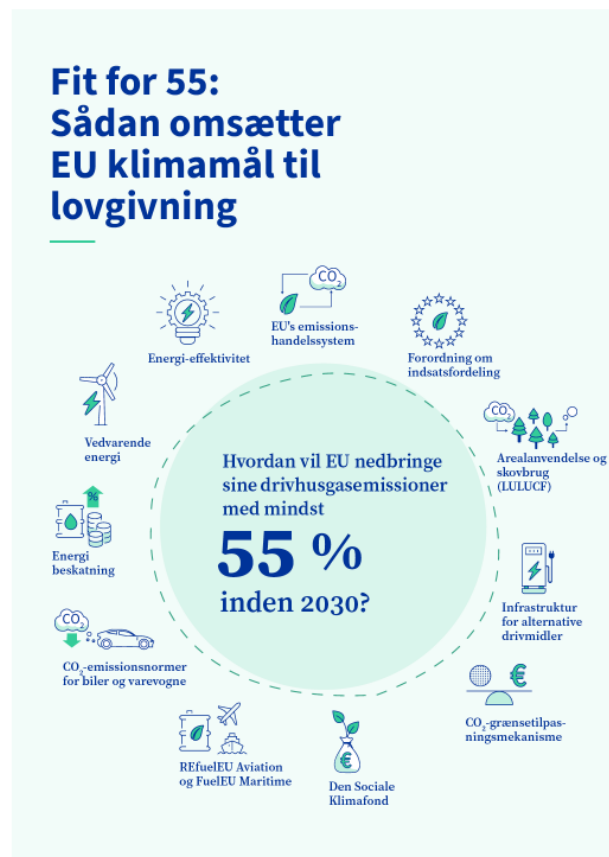 Fit for 55:
Sådan omsætter
EU klimamål til
lovgivning
CO2
EU's emissions-
handelssystem
Energi-effektivitet
Forordning om
indsatsfordeling
CO2
Arealanvendelse og
skovbrug
(LULUCF)
Vedvarende
energi
Hvordan vil EU nedbringe
sine drivhusgasemissioner
med mindst
55 %
inden 2030?
%
Energi
beskatning
Infrastruktur
for alternative
drivmidler
CO2
CO2-emissionsnormer
for biler og varevogne
€
CO2-grænsetilpas-
ningsmekanisme
REfuelEU Aviation
og FuelEU Maritime
€
Den Sociale
Klimafond